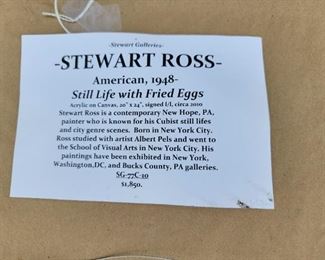 -Stewart Galleries-
-STEWART ROSS-
American, 1948-
Still Life with Fried Eggs
Acrylic on Canvas, 20" X 24", signed l/l, circa 2010
Stewart Ross is a contemporary New Hope, PA.
painter who is known for his Cubist still lifes
and city genre scenes. Born in New York City.
Ross studied with artist Albert Pels and went to
the School of Visual Arts in New York City. His
paintings have been exhibited in New York,
Washington,DC, and Bucks County, PA galleries.
SG-77C-10
$1,850.